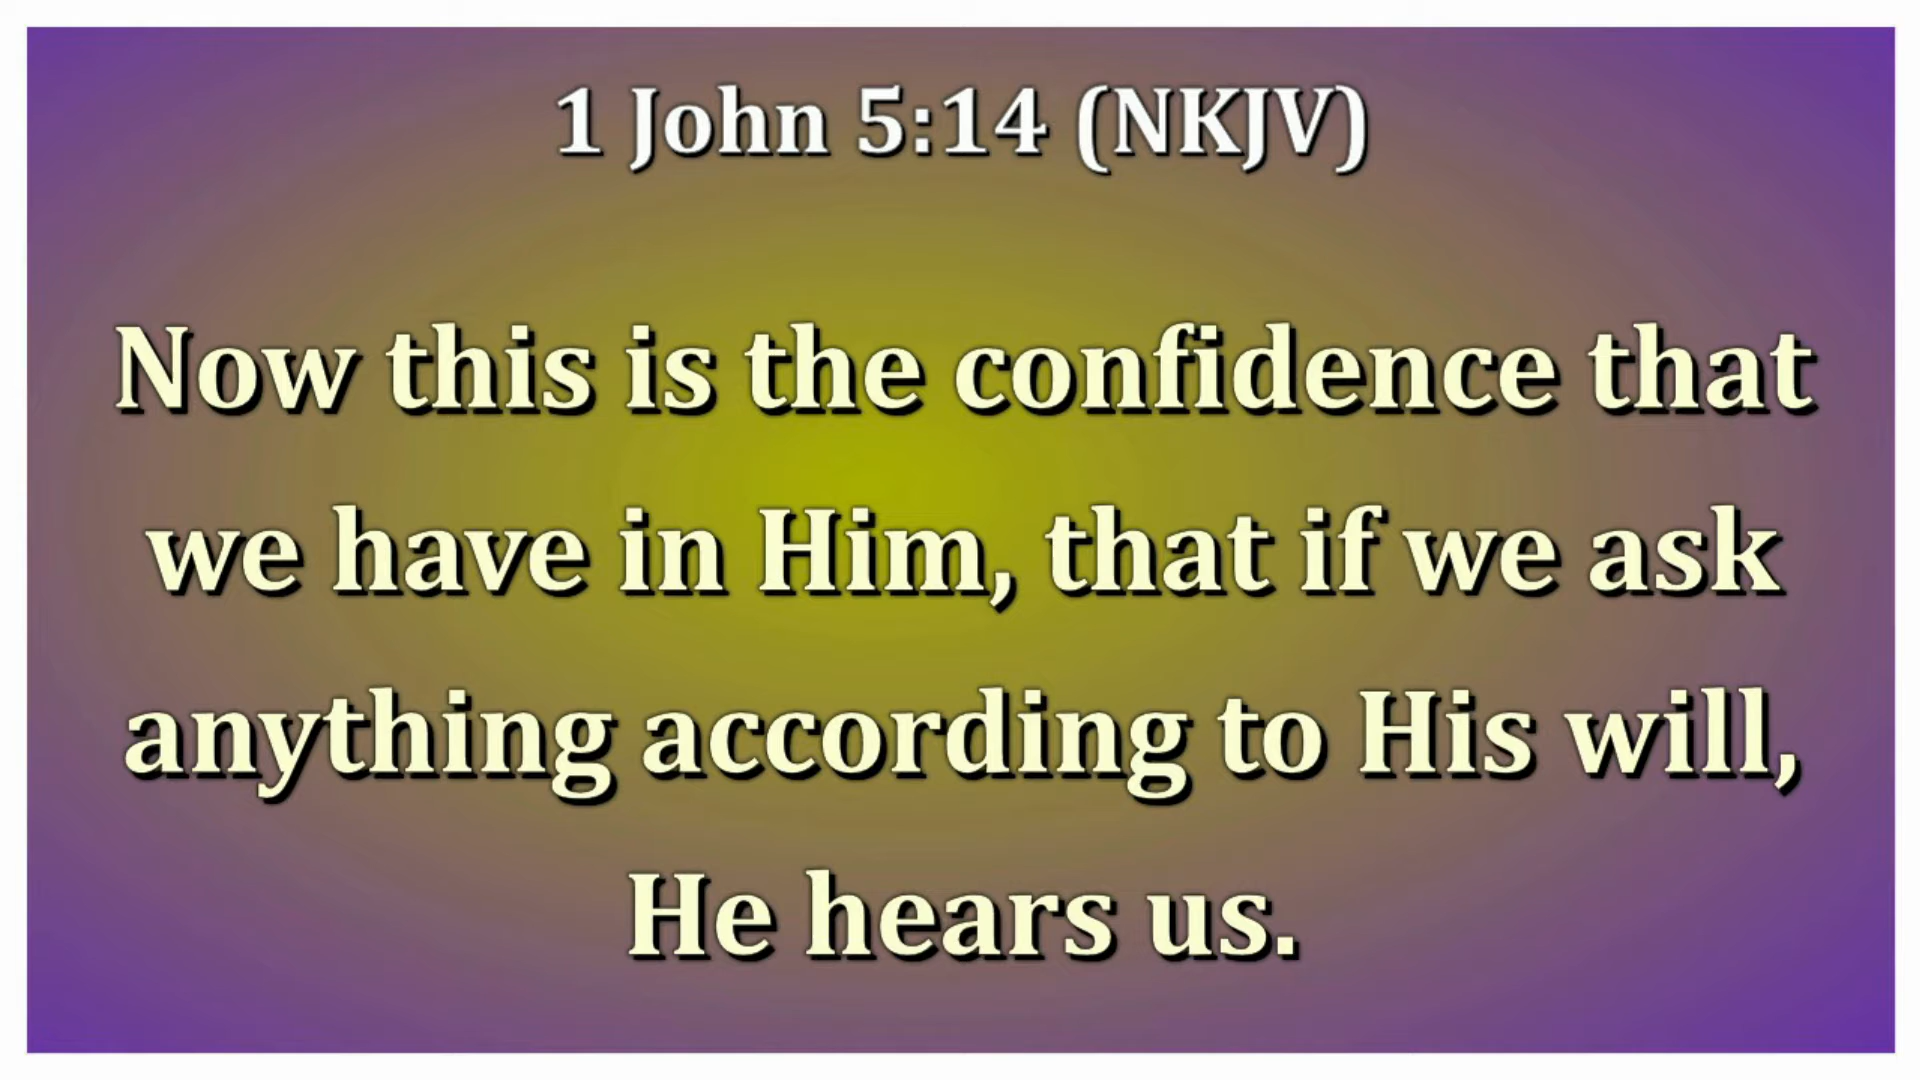 1 John 5:14 (NKJV)
Now this is the confidence that
we have in Him, that if we ask
anything according to His will,
He hears us.